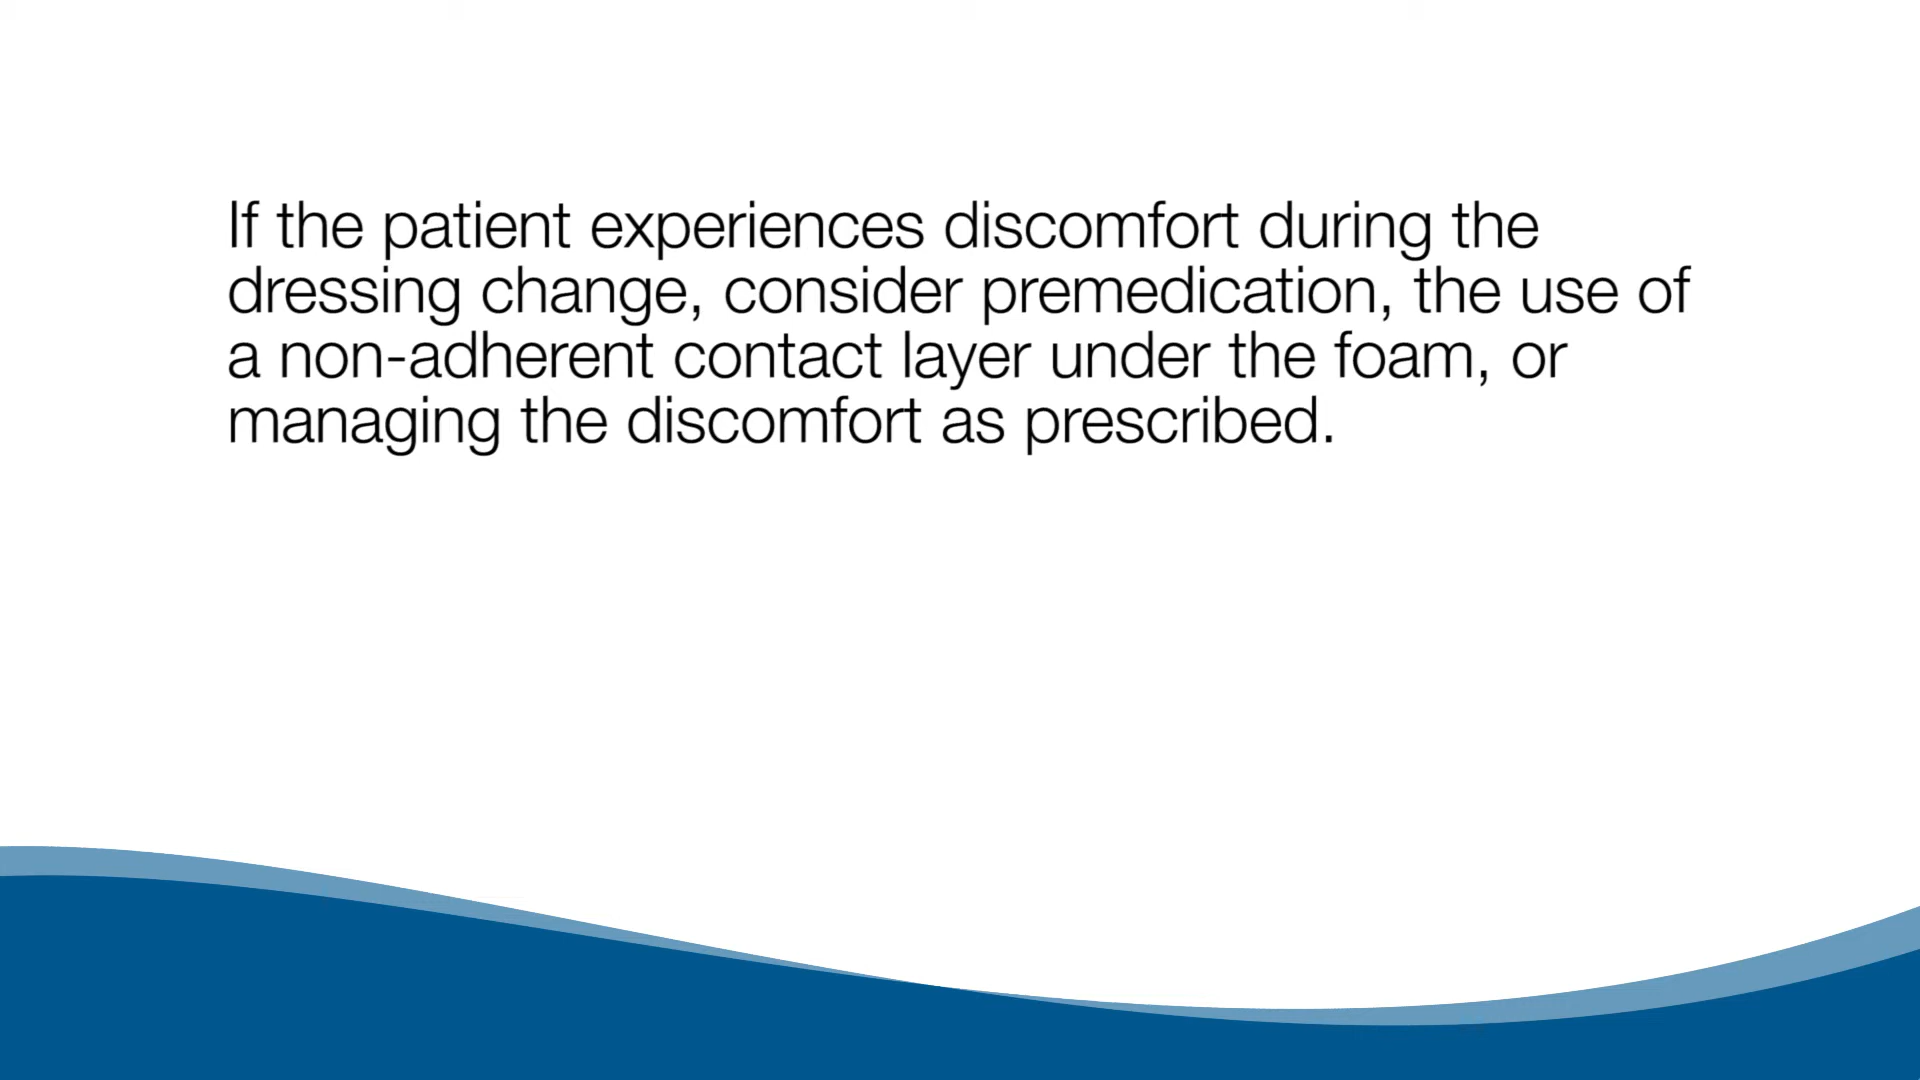 If the patient experiences discomfort during the
dressing change, consider premedication, the use of
a non-adherent contact layer under the foam, or
managing the discomfort as prescribed.